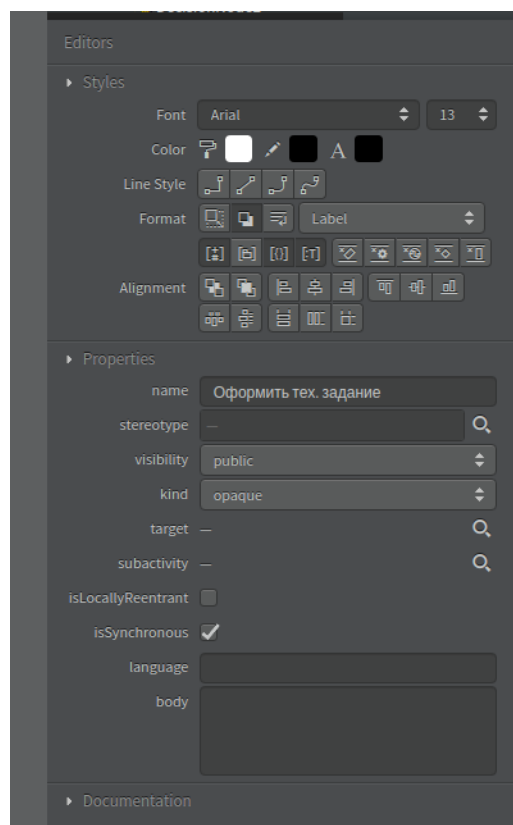 Editors
Styles
Font Arial 13
Color A
Line Style
Format Label
Alignment
Properties
name Оформить тех. задание
stereotype —
visibility public
kind opaque
target —
subactivity —
isLocallyReentrant
isSynchronous
language
body
Documentation